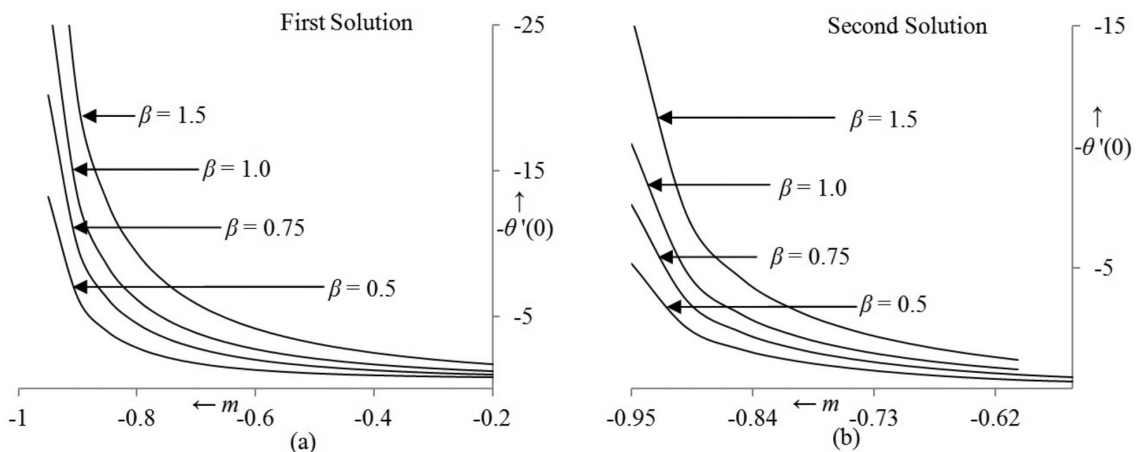 First Solution
-25
β = 1.5
β = 1.0
-15
β = 0.75
↑
-θ'(0)
β = 0.5
-5
-1
-0.8
-0.6
-0.4
-0.2
← m
(a)
Second Solution
-15
β = 1.5
↑
-θ'(0)
β = 1.0
β = 0.75
-5
β = 0.5
-0.95
-0.84
-0.73
-0.62
← m
(b)